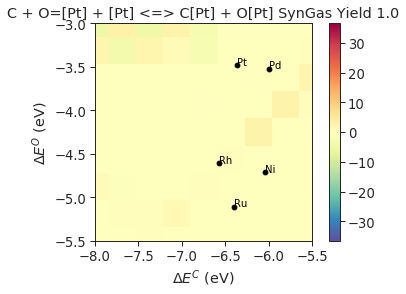 C + O=[Pt] + [Pt] <=> C[Pt] + O[Pt] SynGas Yield 1.0
−3.0
−3.5
−4.0
−4.5
−5.0
−5.5
ΔE^O (eV)
Pt
Pd
Rh
Ni
Ru
−8.0 −7.5 −7.0 −6.5 −6.0 −5.5
ΔE^C (eV)
30
20
10
0
−10
−20
−30